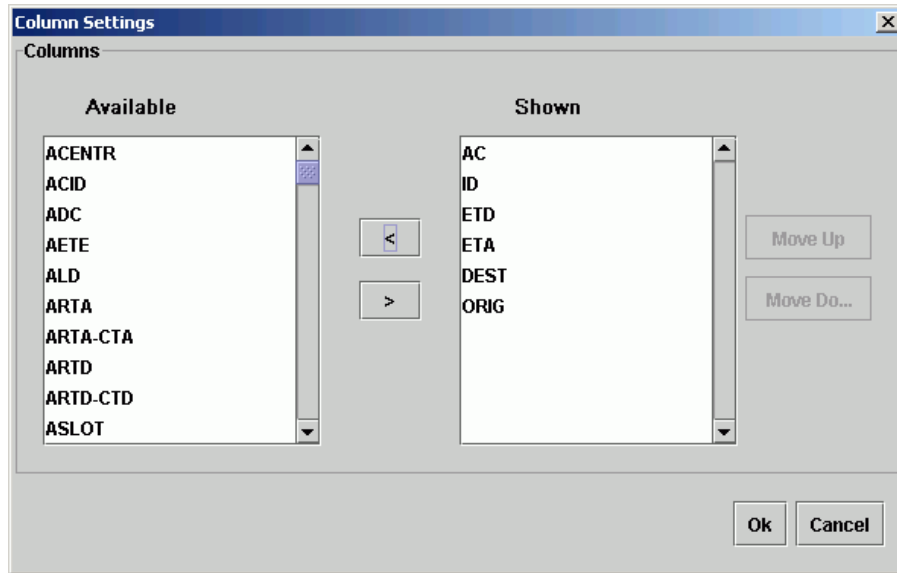 Column Settings
Columns
Available
Shown
ACENTR
ACID
ADC
AETE
ALD
ARTA
ARTA-CTA
ARTD
ARTD-CTD
ASLOT
<
>
AC
ID
ETD
ETA
DEST
ORIG
Move Up
Move Do...
Ok
Cancel